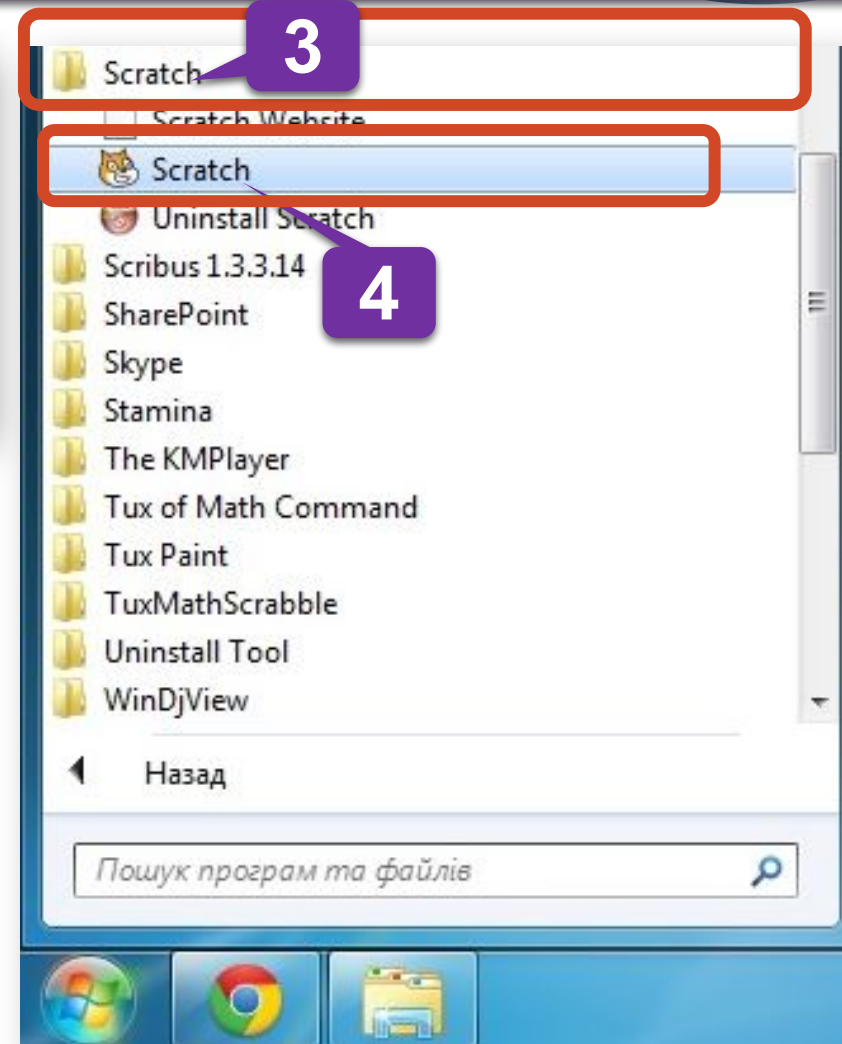 Scratch
3
Scratch Website
Scratch
Uninstall Scratch
Scribus 1.3.3.14
4
SharePoint
Skype
Stamina
The KMPlayer
Tux of Math Command
Tux Paint
TuxMathScrabble
Uninstall Tool
WinDjView
Назад
Пошук програм та файлів